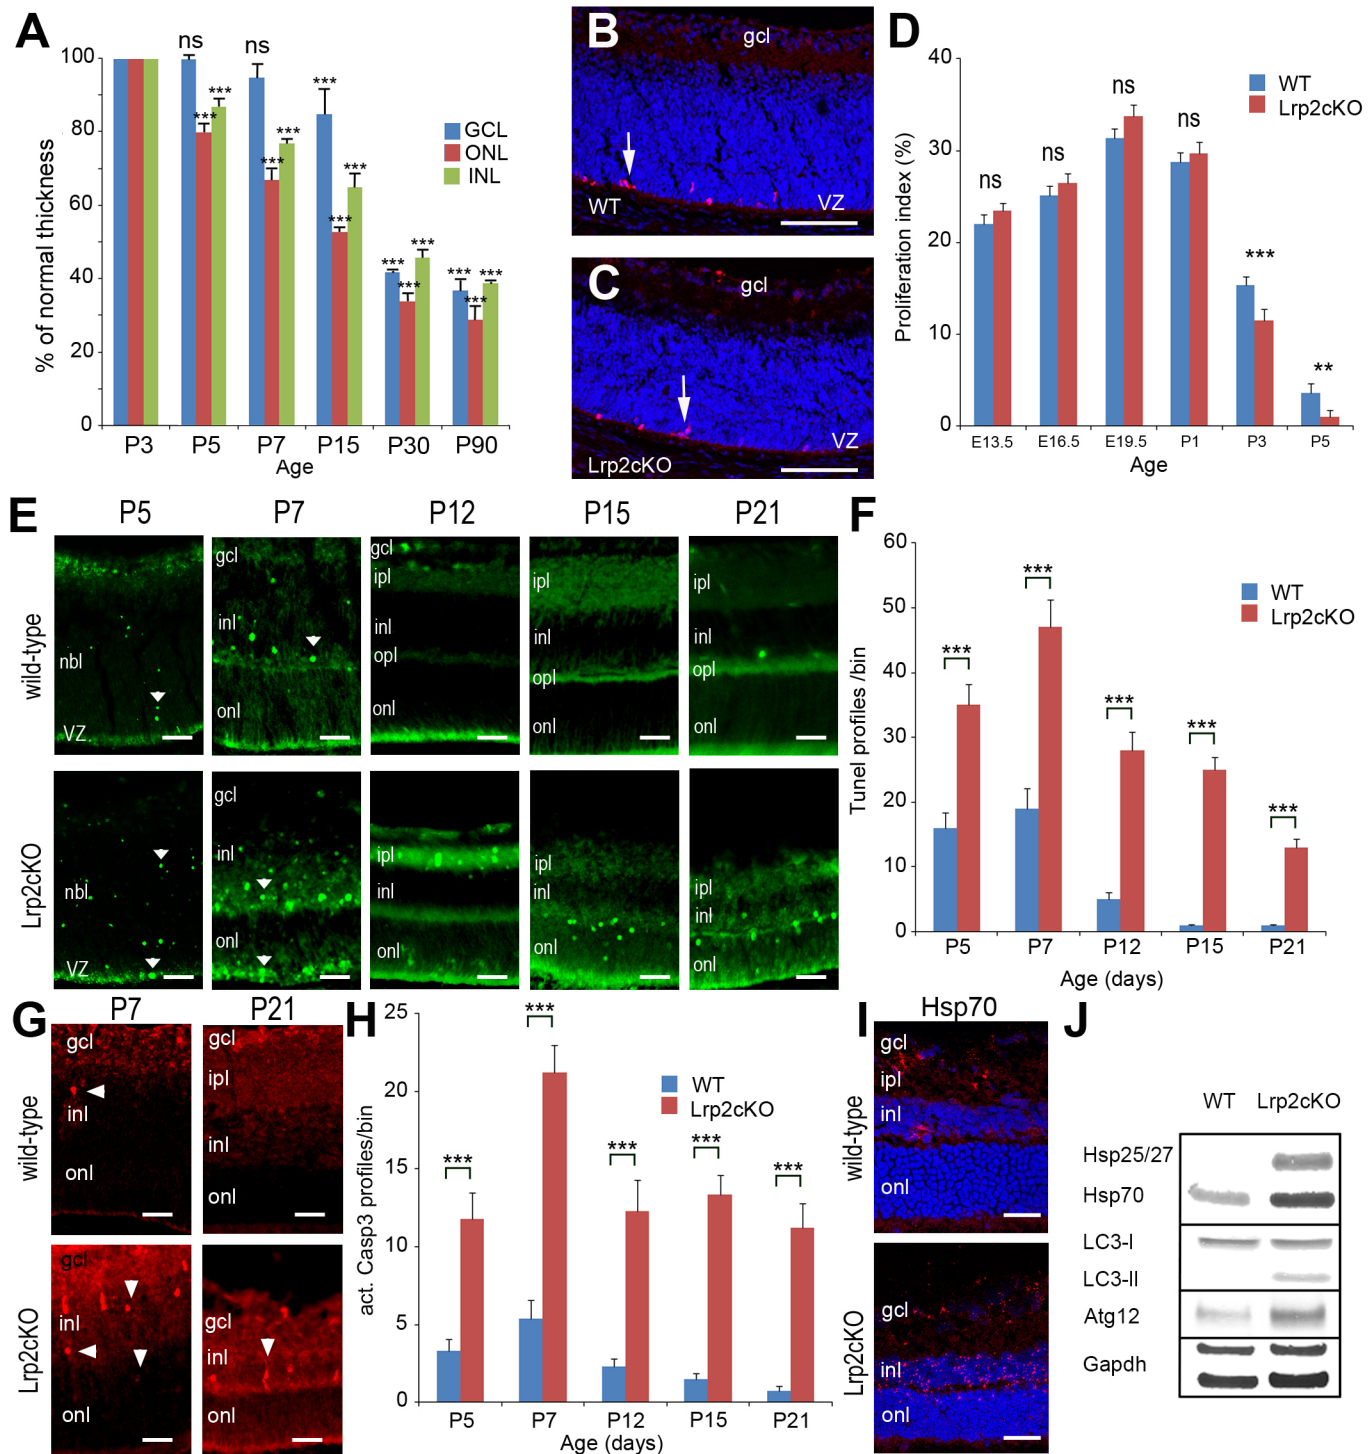 A
% of normal thickness
100
80
60
40
20
0
ns
ns
***
***
***
***
***
***
***
***
***
***
***
***
***
***
GCL
ONL
INL
P3 P5 P7 P15 P30 P90
Age
B
gcl
WT
VZ
C
gcl
VZ
Lrp2cKO
D
Proliferation index (%)
40
30
20
10
0
ns
ns
ns
ns
***
**
WT
Lrp2cKO
E13.5 E16.5 E19.5 P1 P3 P5
Age
E
P5 P7 P12 P15 P21
wild-type
nbl
VZ
gcl
inl
onl
gcl
ipl
inl
opl
onl
ipl
inl
opl
onl
ipl
inl
opl
onl
Lrp2cKO
nbl
VZ
gcl
inl
onl
ipl
inl
onl
ipl
inl
onl
ipl
inl
onl
F
Tunel profiles /bin
60
50
40
30
20
10
0
***
***
***
***
***
WT
Lrp2cKO
P5 P7 P12 P15 P21
Age (days)
G
P7 P21
wild-type
gcl
inl
onl
gcl
ipl
inl
onl
Lrp2cKO
gcl
inl
onl
gcl
inl
onl
H
act. Casp3 profiles/bin
25
20
15
10
5
0
***
***
***
***
***
WT
Lrp2cKO
P5 P7 P12 P15 P21
Age (days)
I
Hsp70
wild-type
gcl
ipl
inl
onl
Lrp2cKO
gcl
inl
onl
J
WT Lrp2cKO
Hsp25/27
Hsp70
LC3-I
LC3-II
Atg12
Gapdh